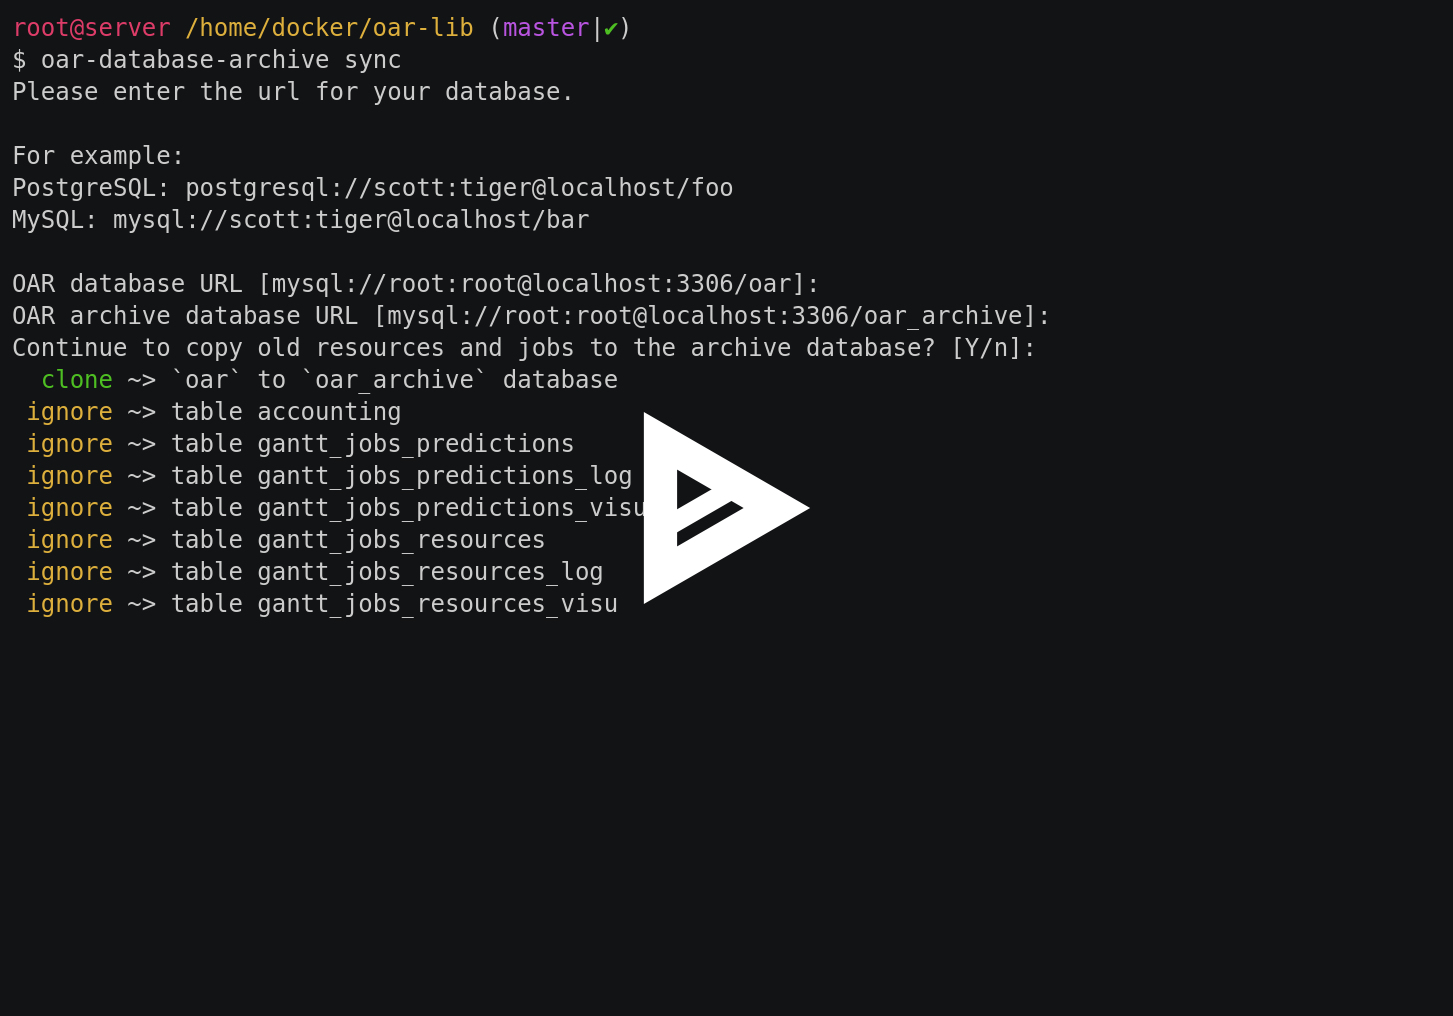 root@server /home/docker/oar-lib (master|✔)
$ oar-database-archive sync
Please enter the url for your database.
For example:
PostgreSQL: postgresql://scott:tiger@localhost/foo
MySQL: mysql://scott:tiger@localhost/bar
OAR database URL [mysql://root:root@localhost:3306/oar]:
OAR archive database URL [mysql://root:root@localhost:3306/oar_archive]:
Continue to copy old resources and jobs to the archive database? [Y/n]:
clone ~> `oar` to `oar_archive` database
ignore ~> table accounting
ignore ~> table gantt_jobs_predictions
ignore ~> table gantt_jobs_predictions_log
ignore ~> table gantt_jobs_predictions_visu
ignore ~> table gantt_jobs_resources
ignore ~> table gantt_jobs_resources_log
ignore ~> table gantt_jobs_resources_visu